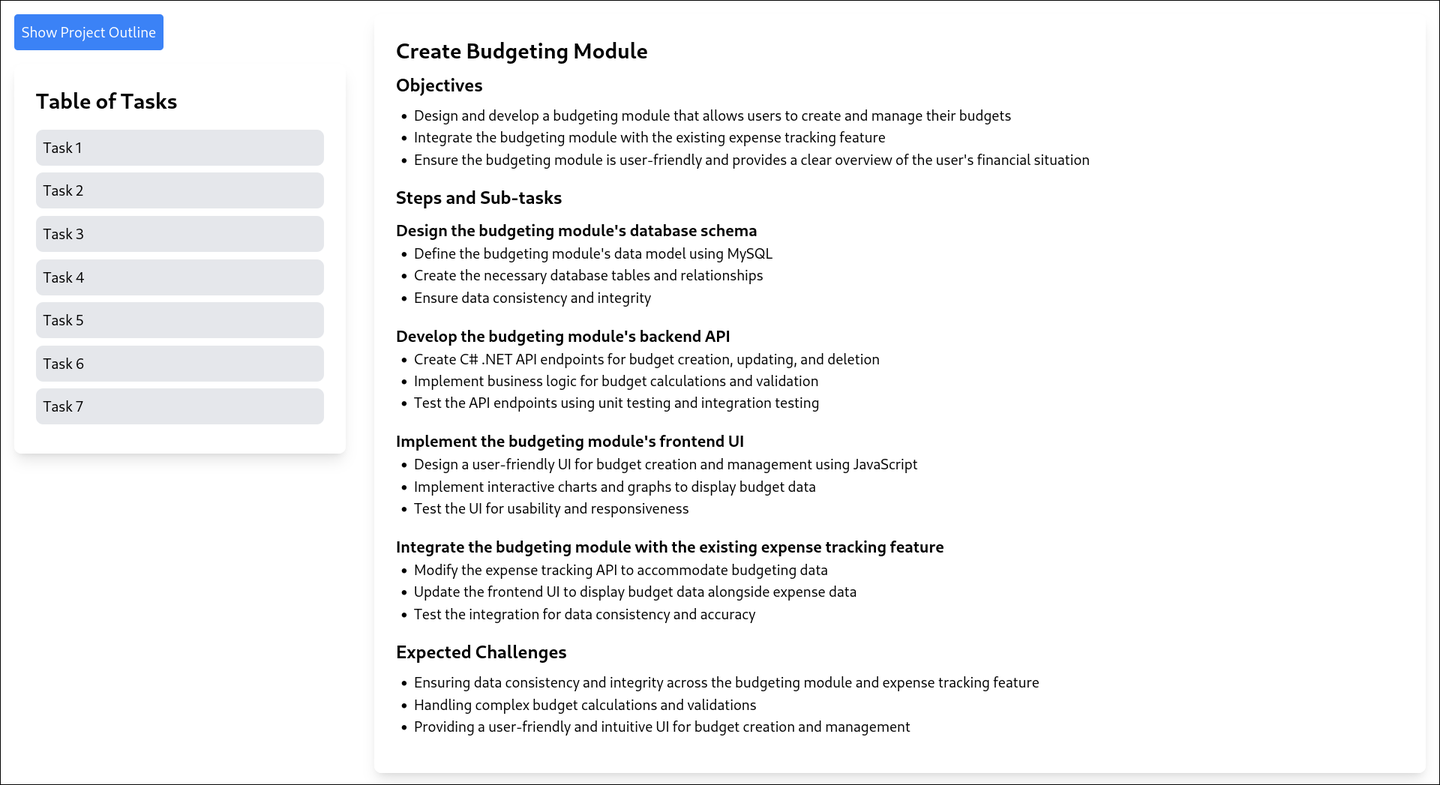 Show Project Outline
Table of Tasks
Task 1
Task 2
Task 3
Task 4
Task 5
Task 6
Task 7
Create Budgeting Module
Objectives
• Design and develop a budgeting module that allows users to create and manage their budgets
• Integrate the budgeting module with the existing expense tracking feature
• Ensure the budgeting module is user-friendly and provides a clear overview of the user's financial situation
Steps and Sub-tasks
Design the budgeting module's database schema
• Define the budgeting module's data model using MySQL
• Create the necessary database tables and relationships
• Ensure data consistency and integrity
Develop the budgeting module's backend API
• Create C# .NET API endpoints for budget creation, updating, and deletion
• Implement business logic for budget calculations and validation
• Test the API endpoints using unit testing and integration testing
Implement the budgeting module's frontend UI
• Design a user-friendly UI for budget creation and management using JavaScript
• Implement interactive charts and graphs to display budget data
• Test the UI for usability and responsiveness
Integrate the budgeting module with the existing expense tracking feature
• Modify the expense tracking API to accommodate budgeting data
• Update the frontend UI to display budget data alongside expense data
• Test the integration for data consistency and accuracy
Expected Challenges
• Ensuring data consistency and integrity across the budgeting module and expense tracking feature
• Handling complex budget calculations and validations
• Providing a user-friendly and intuitive UI for budget creation and management